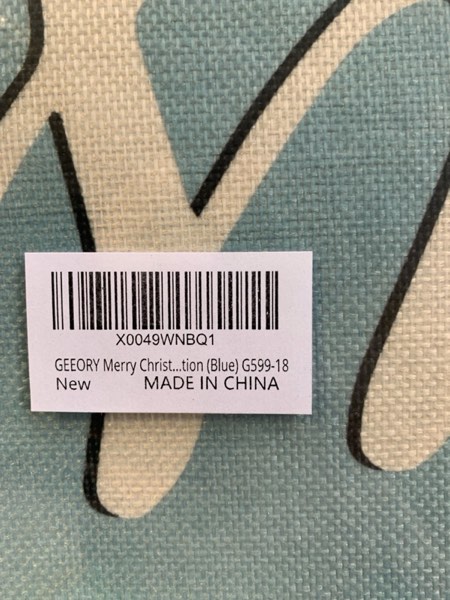 X0049WNBQ1
GEEORY Merry Christ...tion (Blue) G599-18
New MADE IN CHINA